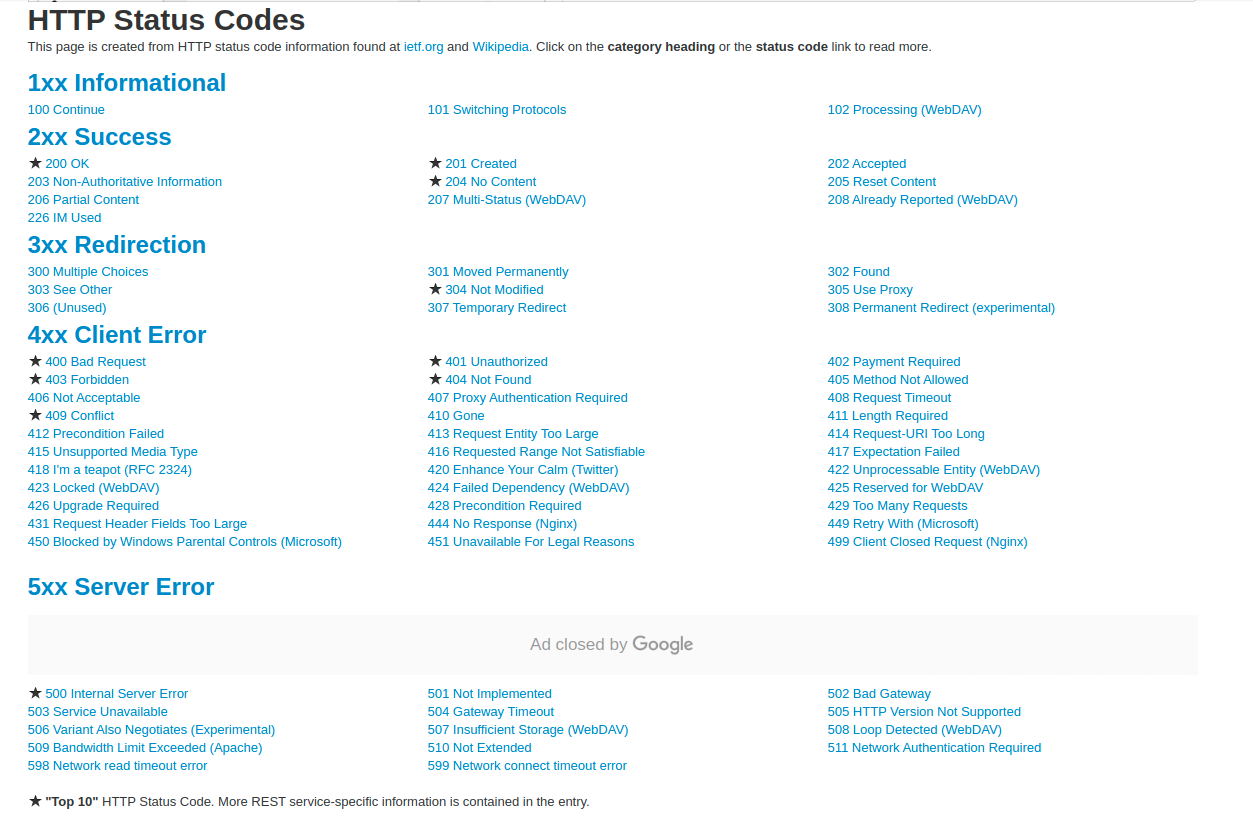 HTTP Status Codes
This page is created from HTTP status code information found at ietf.org and Wikipedia. Click on the category heading or the status code link to read more.
1xx Informational
100 Continue 101 Switching Protocols 102 Processing (WebDAV)
2xx Success
★ 200 OK ★ 201 Created 202 Accepted
203 Non-Authoritative Information ★ 204 No Content 205 Reset Content
206 Partial Content 207 Multi-Status (WebDAV) 208 Already Reported (WebDAV)
226 IM Used
3xx Redirection
300 Multiple Choices 301 Moved Permanently 302 Found
303 See Other ★ 304 Not Modified 305 Use Proxy
306 (Unused) 307 Temporary Redirect 308 Permanent Redirect (experimental)
4xx Client Error
★ 400 Bad Request ★ 401 Unauthorized 402 Payment Required
★ 403 Forbidden ★ 404 Not Found 405 Method Not Allowed
406 Not Acceptable 407 Proxy Authentication Required 408 Request Timeout
★ 409 Conflict 410 Gone 411 Length Required
412 Precondition Failed 413 Request Entity Too Large 414 Request-URI Too Long
415 Unsupported Media Type 416 Requested Range Not Satisfiable 417 Expectation Failed
418 I'm a teapot (RFC 2324) 420 Enhance Your Calm (Twitter) 422 Unprocessable Entity (WebDAV)
423 Locked (WebDAV) 424 Failed Dependency (WebDAV) 425 Reserved for WebDAV
426 Upgrade Required 428 Precondition Required 429 Too Many Requests
431 Request Header Fields Too Large 444 No Response (Nginx) 449 Retry With (Microsoft)
450 Blocked by Windows Parental Controls (Microsoft) 451 Unavailable For Legal Reasons 499 Client Closed Request (Nginx)
5xx Server Error
Ad closed by Google
★ 500 Internal Server Error 501 Not Implemented 502 Bad Gateway
503 Service Unavailable 504 Gateway Timeout 505 HTTP Version Not Supported
506 Variant Also Negotiates (Experimental) 507 Insufficient Storage (WebDAV) 508 Loop Detected (WebDAV)
509 Bandwidth Limit Exceeded (Apache) 510 Not Extended 511 Network Authentication Required
598 Network read timeout error 599 Network connect timeout error
★ "Top 10" HTTP Status Code. More REST service-specific information is contained in the entry.